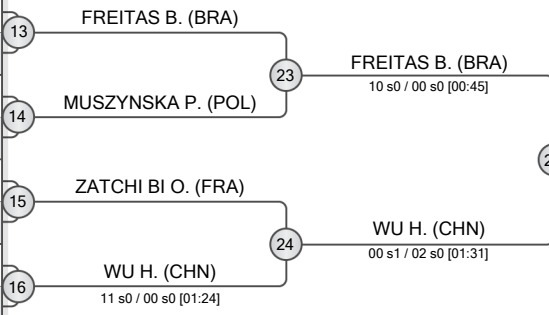 13
FREITAS B. (BRA)
23
FREITAS B. (BRA)
10 s0 / 00 s0 [00:45]
14
MUSZYNSKA P. (POL)
15
ZATCHI BI O. (FRA)
24
WU H. (CHN)
00 s1 / 02 s0 [01:31]
16
WU H. (CHN)
11 s0 / 00 s0 [01:24]